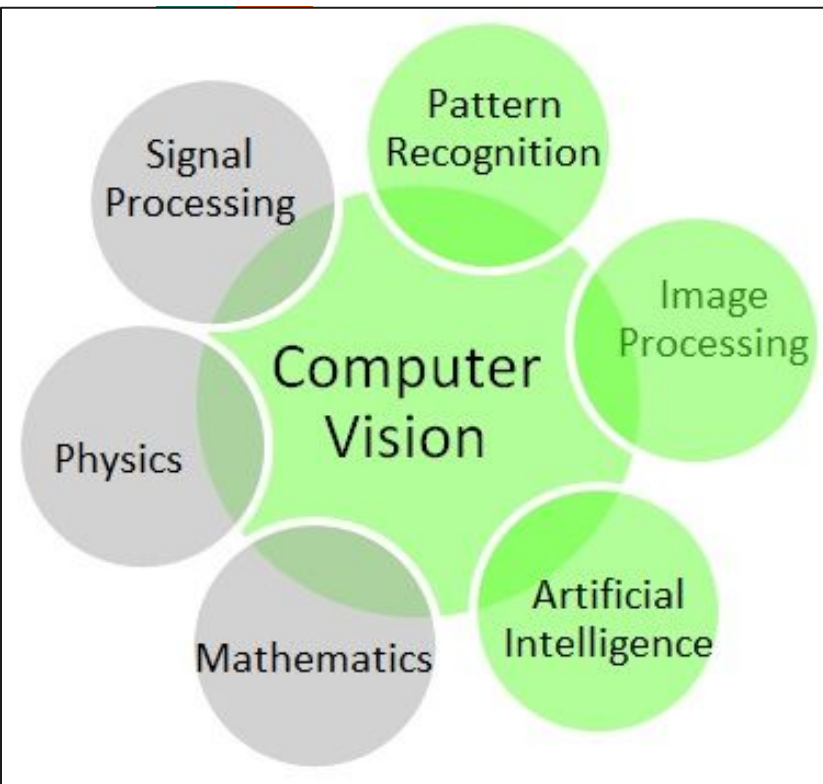 Pattern
Recognition
Signal
Processing
Image
Processing
Computer
Vision
Physics
Artificial
Intelligence
Mathematics